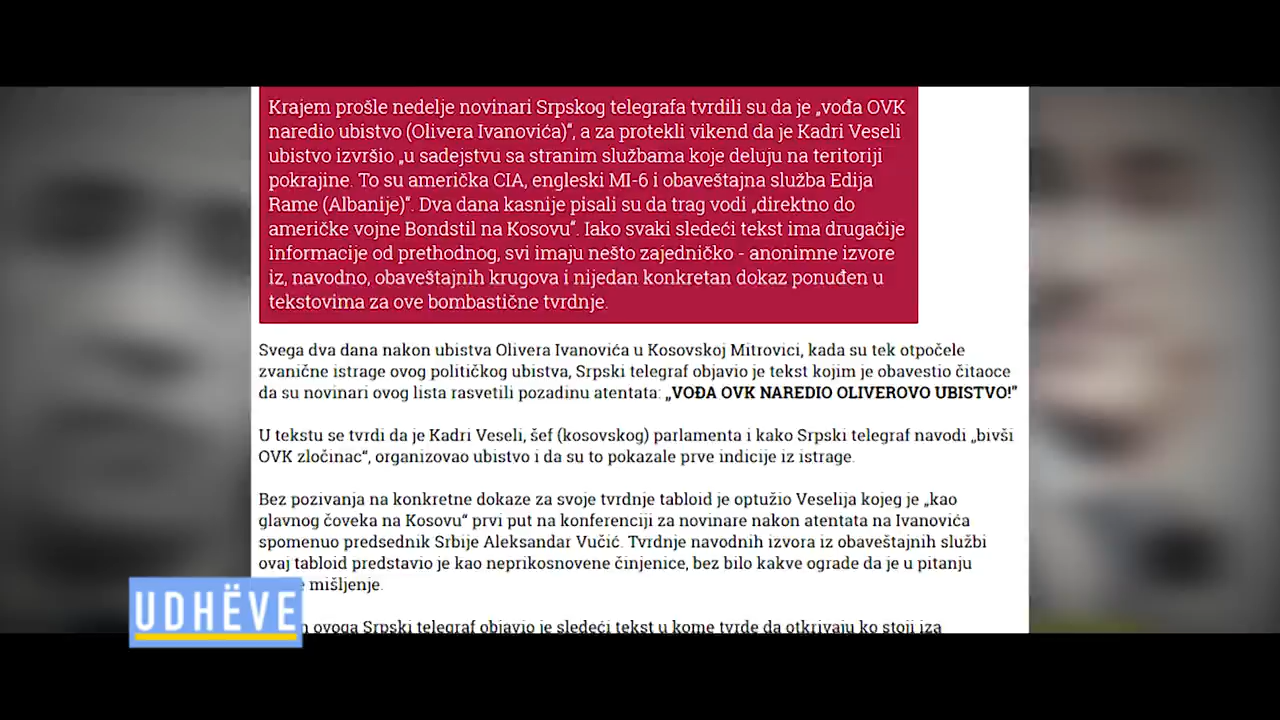 Krajem prošle nedelje novinari Srpskog telegrafa tvrdili su da je „vođa OVK
naredio ubistvo (Olivera Ivanovića)“, a za protekli vikend da je Kadri Veseli
ubistvo izvršio „u sadejstvu sa stranim službama koje deluju na teritoriji
pokrajine. To su američka CIA, engleski MI-6 i obaveštajna služba Edija
Rame (Albanije)“. Dva dana kasnije pisali su da trag vodi „direktno do
američke vojne Bondstil na Kosovu“. Iako svaki sledeći tekst ima drugačije
informacije od prethodnog, svi imaju nešto zajedničko - anonimne izvore
iz, navodno, obaveštajnih krugova i nijedan konkretan dokaz ponuđen u
tekstovima za ove bombastične tvrdnje.
Svega dva dana nakon ubistva Olivera Ivanovića u Kosovskoj Mitrovici, kada su tek otpočele
zvanične istrage ovog političkog ubistva, Srpski telegraf objavio je tekst kojim je obavestio čitaoce
da su novinari ovog lista rasvetili pozadinu atentata: „VOĐA OVK NAREDIO OLIVEROVO UBISTVO!”
U tekstu se tvrdi da je Kadri Veseli, šef (kosovskog) parlamenta i kako Srpski telegraf navodi „bivši
OVK zločinac“, organizovao ubistvo i da su to pokazale prve indicije iz istrage.
Bez pozivanja na konkretne dokaze za svoje tvrdnje tabloid je optužio Veselija kojeg je „kao
glavnog čoveka na Kosovu“ prvi put na konferenciji za novinare nakon atentata na Ivanovića
spomenuo predsednik Srbije Aleksandar Vučić. Tvrdnje navodnih izvora iz obaveštajnih službi
ovaj tabloid predstavio je kao neprikosnovene činjenice, bez bilo kakve ograde da je u pitanju
mišljenje.
ovoga Srpski telegraf objavio je sledeći tekst u kome tvrde da otkrivaju ko stoji iza
UDHËVE